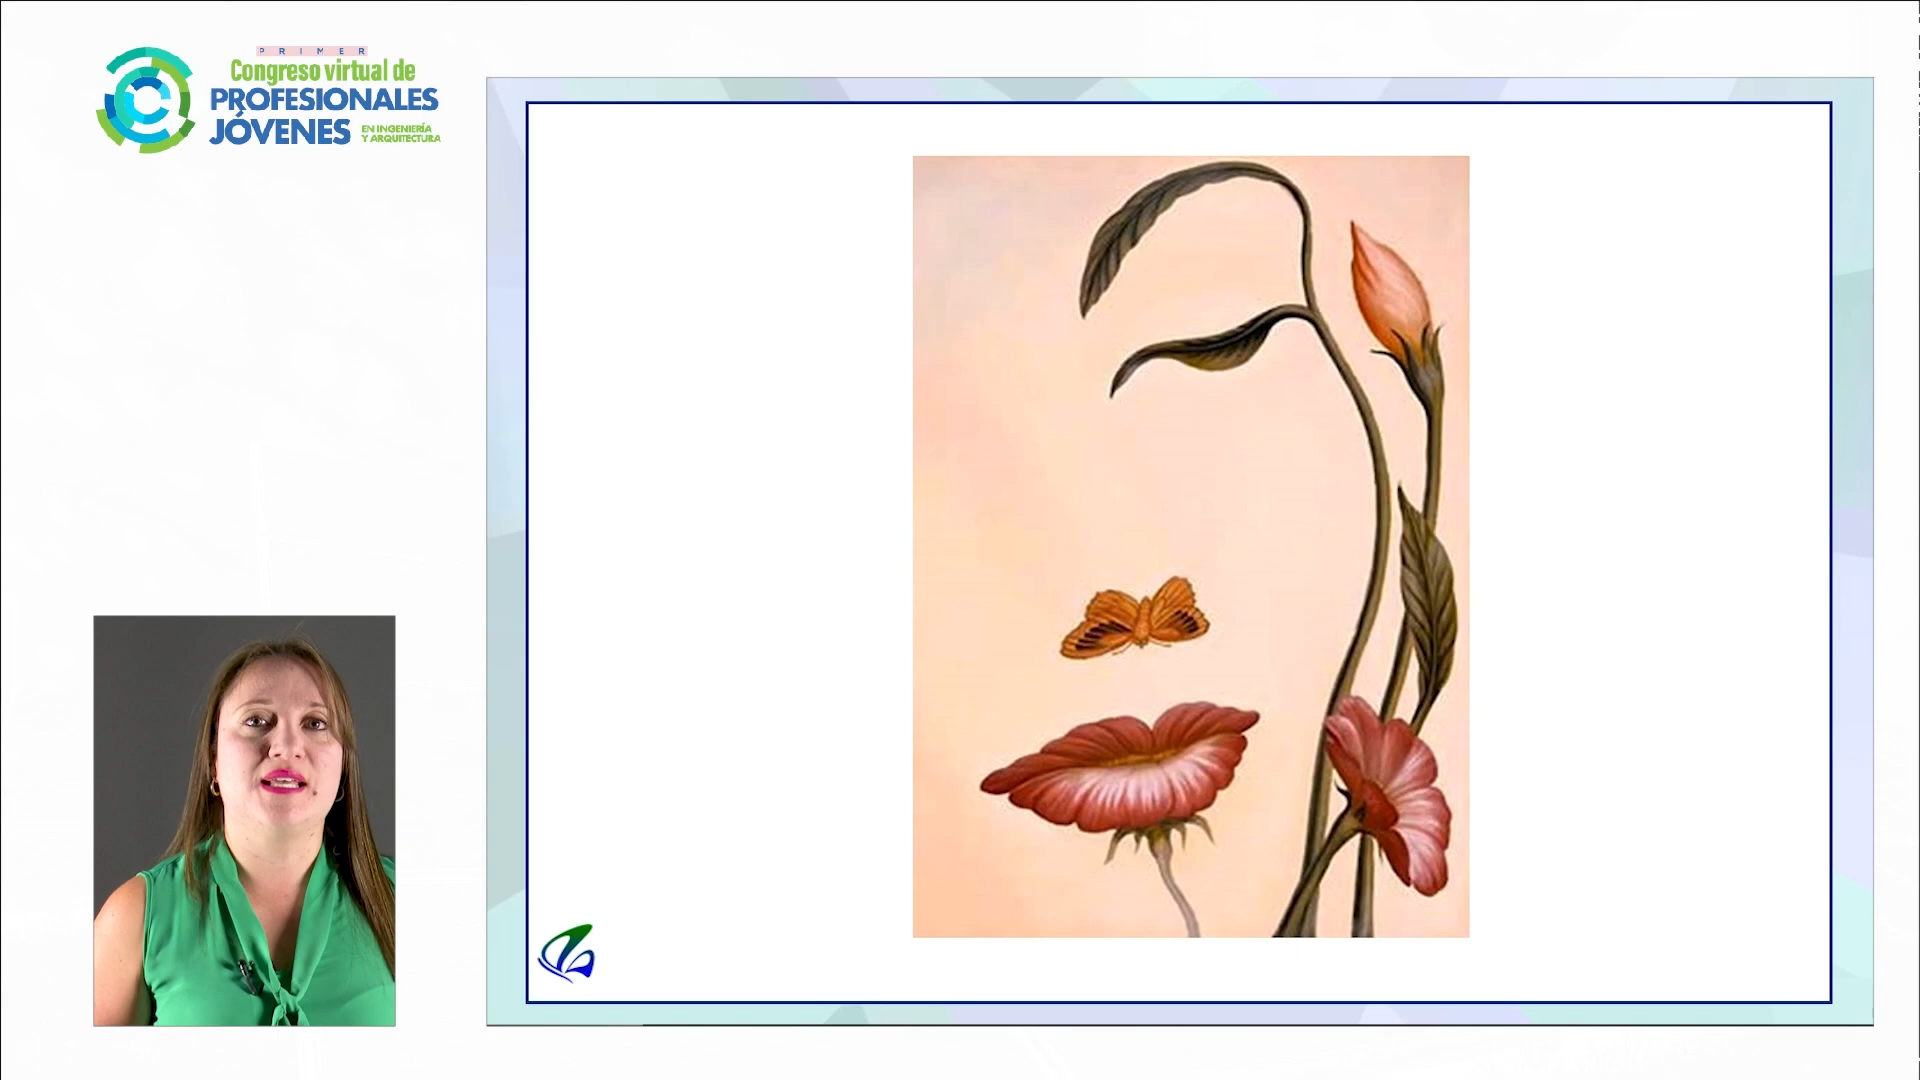 PRIMER
Congreso virtual de
PROFESIONALES
JÓVENES
EN INGENIERÍA
Y ARQUITECTURA